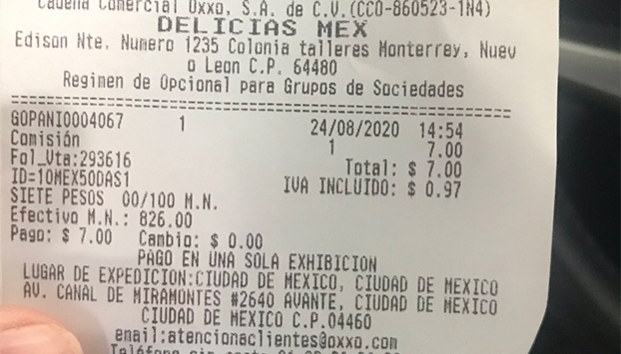 Cadena Comercial Oxxo, S.A. de C.V.(CCO-860523-1N4)
DELICIAS MEX
Edison Nte. Numero 1235 Colonia talleres Monterrey, Nuev
o Leon C.P. 64480
Regimen de Opcional para Grupos de Sociedades
GOPANI0004067 1 24/08/2020 14:54
Comisión 1 7.00
Fol_Vta:293616 Total: $ 7.00
ID=10MEX50DAS1 IVA INCLUIDO: $ 0.97
SIETE PESOS 00/100 M.N.
Efectivo M.N.: 826.00
Pago: $ 7.00 Cambio: $ 0.00
PAGO EN UNA SOLA EXHIBICION
LUGAR DE EXPEDICION:CIUDAD DE MEXICO, CIUDAD DE MEXICO
AV. CANAL DE MIRAMONTES #2640 AVANTE, CIUDAD DE MEXICO
CIUDAD DE MEXICO C.P.04460
email:atencionaclientes@oxxo.com
Teléfono sin costo